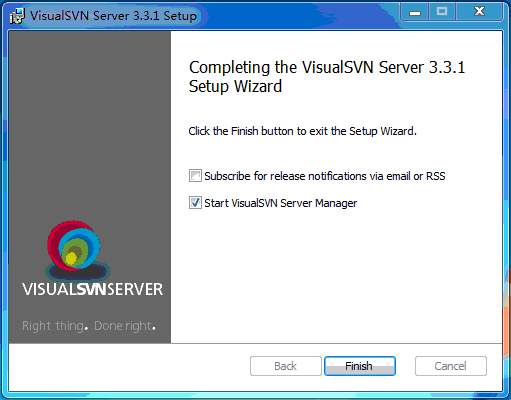 VisualSVN Server 3.3.1 Setup
Completing the VisualSVN Server 3.3.1
Setup Wizard
Click the Finish button to exit the Setup Wizard.
Subscribe for release notifications via email or RSS
Start VisualSVN Server Manager
VISUALSVNSERVER
Right thing. Done right.
Back
Finish
Cancel